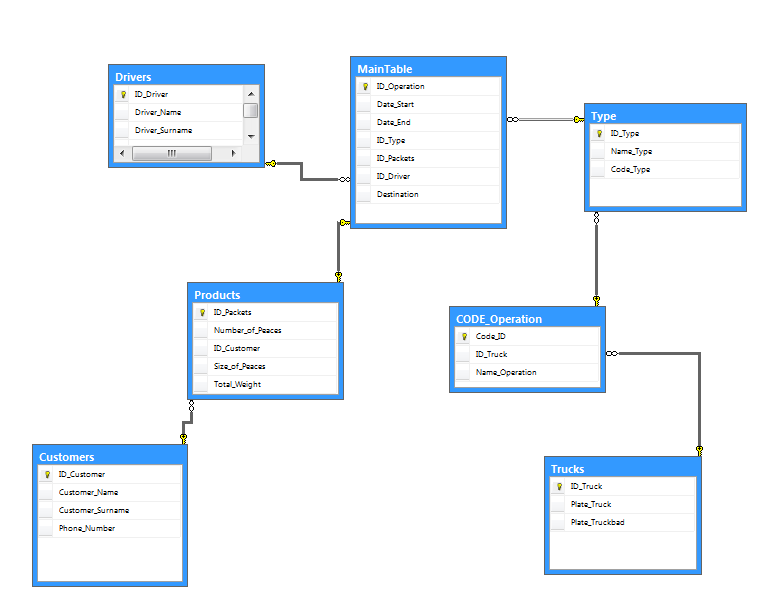 Drivers
ID_Driver
Driver_Name
Driver_Surname
MainTable
ID_Operation
Date_Start
Date_End
ID_Type
ID_Packets
ID_Driver
Destination
Type
ID_Type
Name_Type
Code_Type
Products
ID_Packets
Number_of_Peaces
ID_Customer
Size_of_Peaces
Total_Weight
CODE_Operation
Code_ID
ID_Truck
Name_Operation
Customers
ID_Customer
Customer_Name
Customer_Surname
Phone_Number
Trucks
ID_Truck
Plate_Truck
Plate_Truckbad